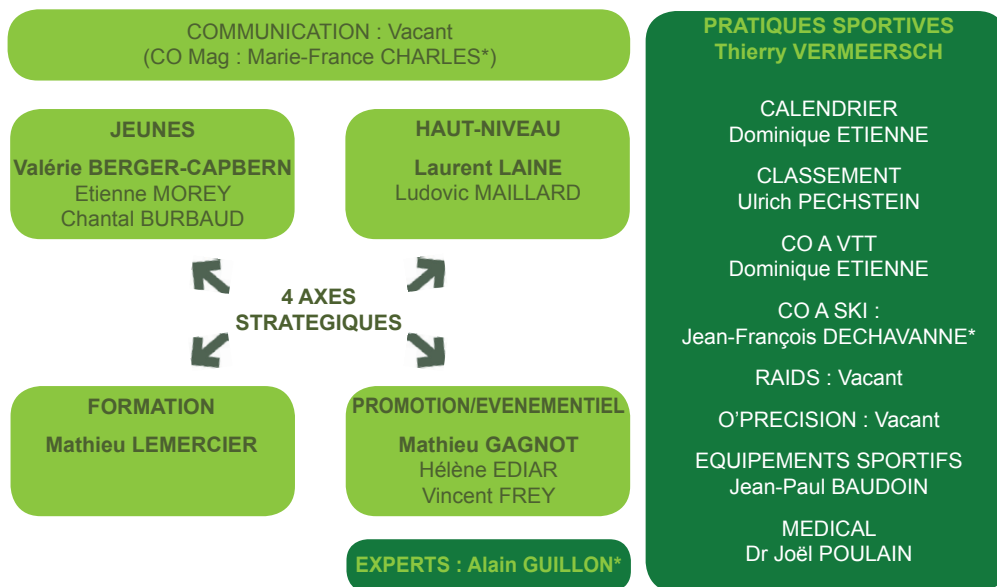 COMMUNICATION : Vacant
(CO Mag : Marie-France CHARLES*)
JEUNES
Valérie BERGER-CAPBERN
Etienne MOREY
Chantal BURBAUD
HAUT-NIVEAU
Laurent LAINE
Ludovic MAILLARD
4 AXES
STRATEGIQUES
FORMATION
Mathieu LEMERCIER
PROMOTION/EVENEMENTIEL
Mathieu GAGNOT
Hélène EDIAR
Vincent FREY
EXPERTS : Alain GUILLON*
PRATIQUES SPORTIVES
Thierry VERMEERSCH
CALENDRIER
Dominique ETIENNE
CLASSEMENT
Ulrich PECHSTEIN
CO A VTT
Dominique ETIENNE
CO A SKI :
Jean-François DECHAVANNE*
RAIDS : Vacant
O’PRECISION : Vacant
EQUIPEMENTS SPORTIFS
Jean-Paul BAUDOIN
MEDICAL
Dr Joël POULAIN